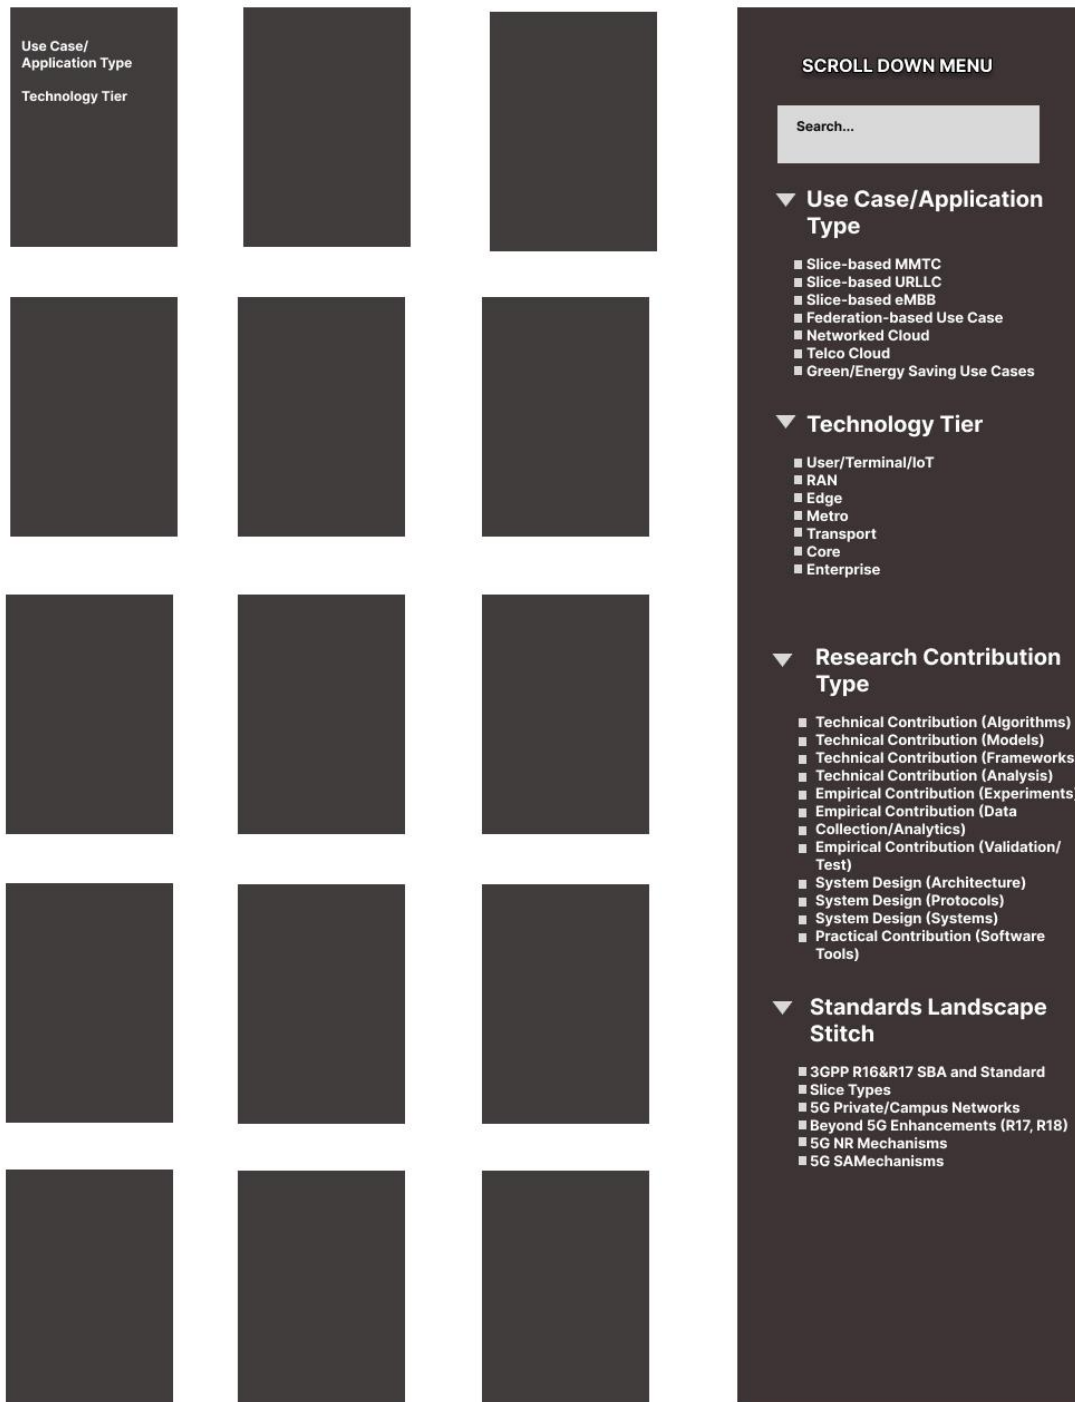 Use Case/
Application Type
Technology Tier
SCROLL DOWN MENU
Search...
Use Case/Application
Type
Slice-based MMTC
Slice-based URLLC
Slice-based eMBB
Federation-based Use Case
Networked Cloud
Telco Cloud
Green/Energy Saving Use Cases
Technology Tier
User/Terminal/IoT
RAN
Edge
Metro
Transport
Core
Enterprise
Research Contribution
Type
Technical Contribution (Algorithms)
Technical Contribution (Models)
Technical Contribution (Frameworks
Technical Contribution (Analysis)
Empirical Contribution (Experiments)
Empirical Contribution (Data
Collection/Analytics)
Empirical Contribution (Validation/
Test)
System Design (Architecture)
System Design (Protocols)
System Design (Systems)
Practical Contribution (Software
Tools)
Standards Landscape
Stitch
3GPP R16&R17 SBA and Standard
Slice Types
5G Private/Campus Networks
Beyond 5G Enhancements (R17, R18)
5G NR Mechanisms
5G SAMechanisms